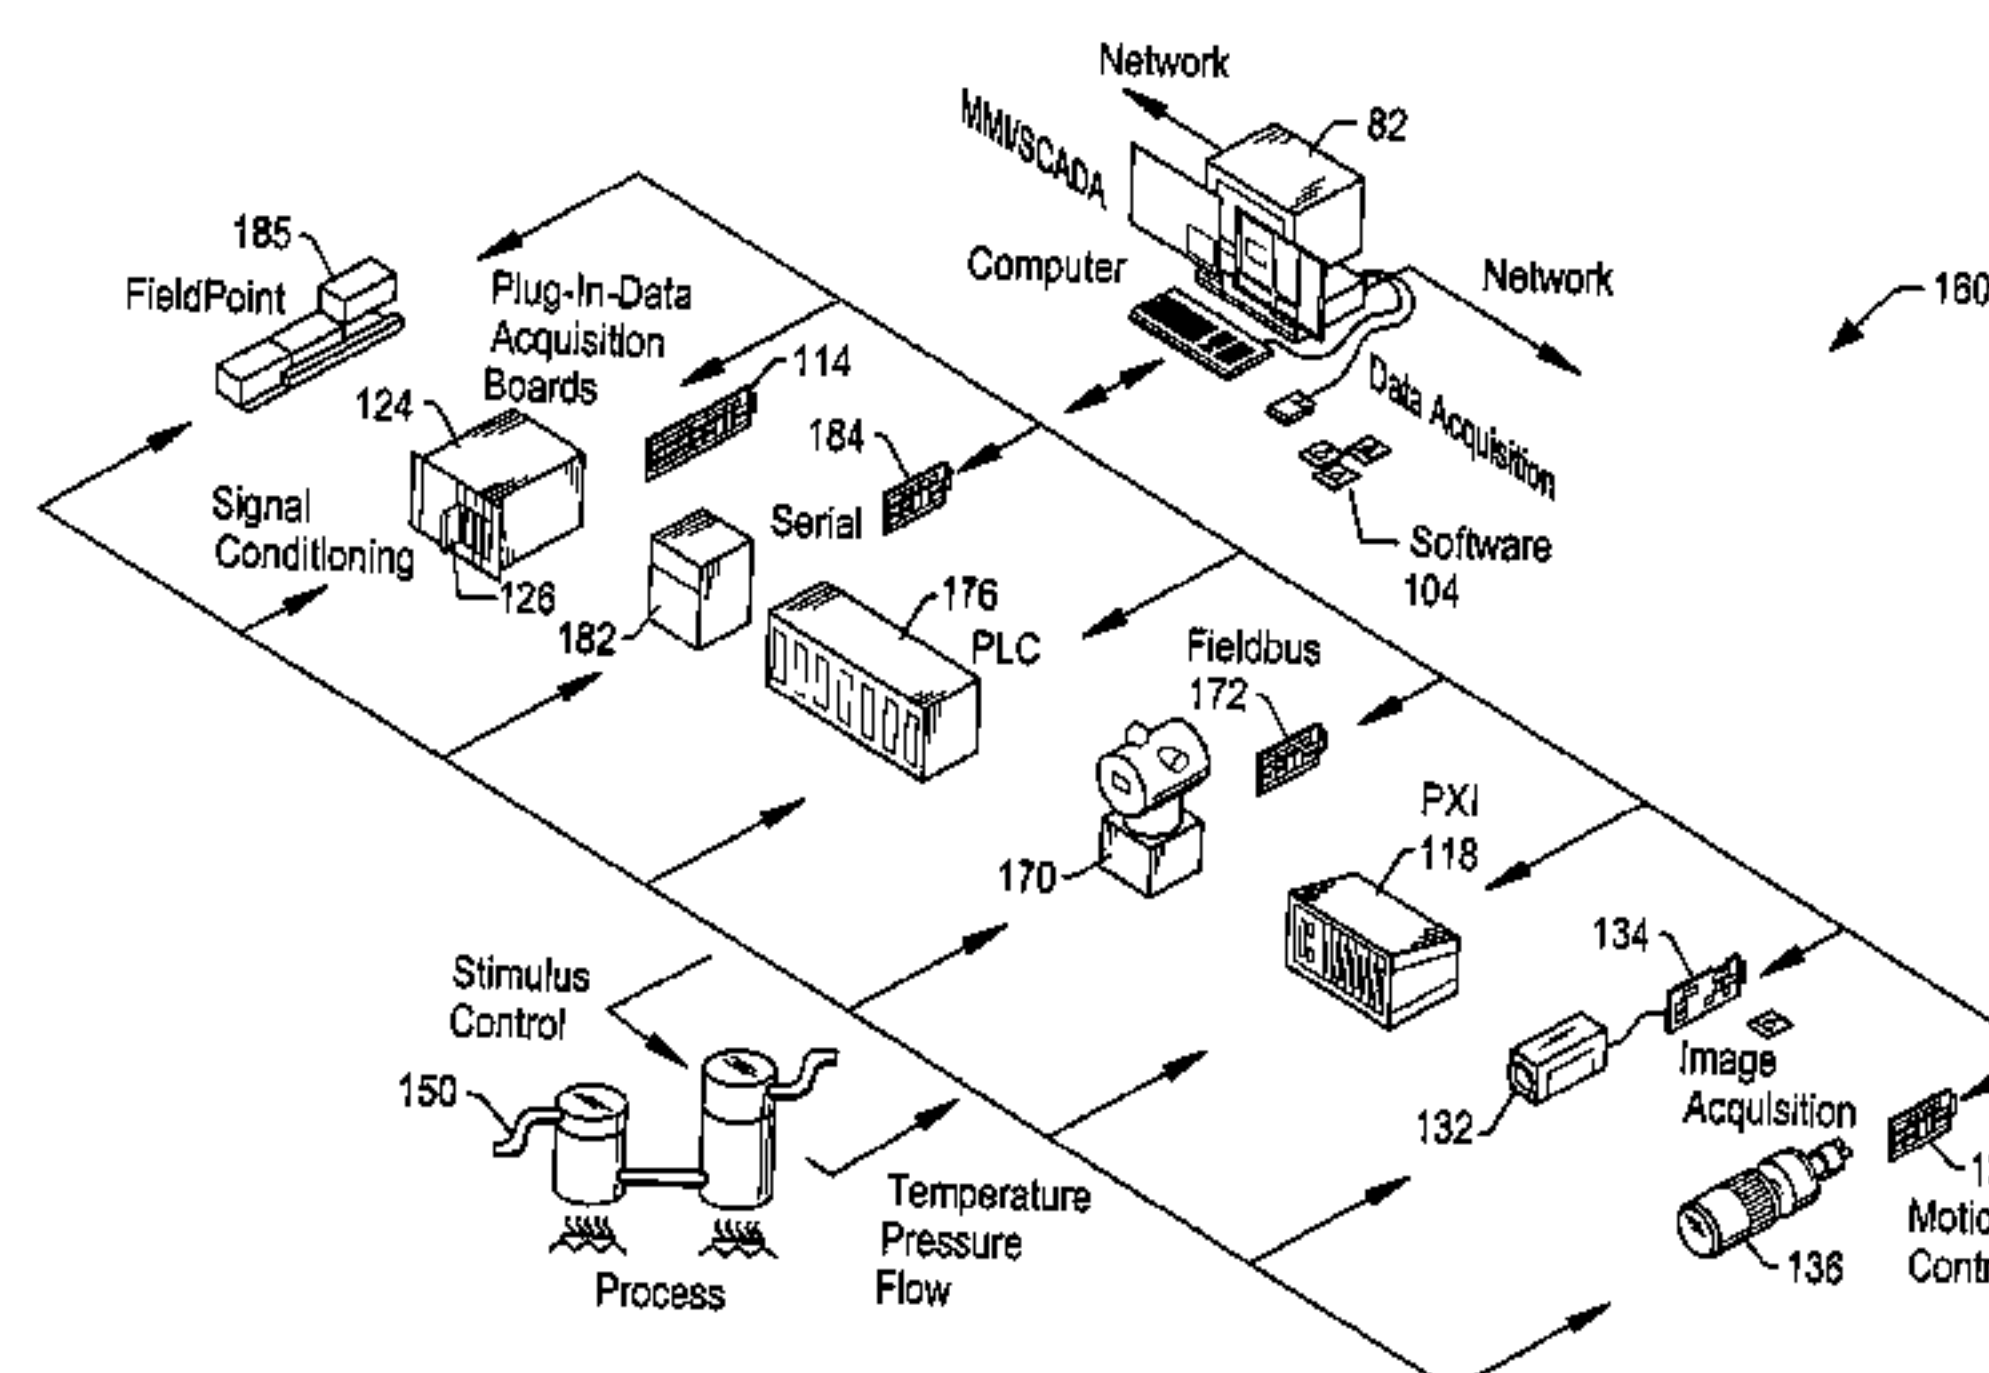 Network
MMI/SCADA
82
185
FieldPoint
Plug-In-Data
Acquisition
Boards
Computer
Network
160
114
124
184
Data Acquisition
Signal
Conditioning
126
Serial
Software
104
182
176
PLC
Fieldbus
172
PXI
118
170
134
Stimulus
Control
150
Image
Acquisition
132
Temperature
Pressure
Flow
Process
136